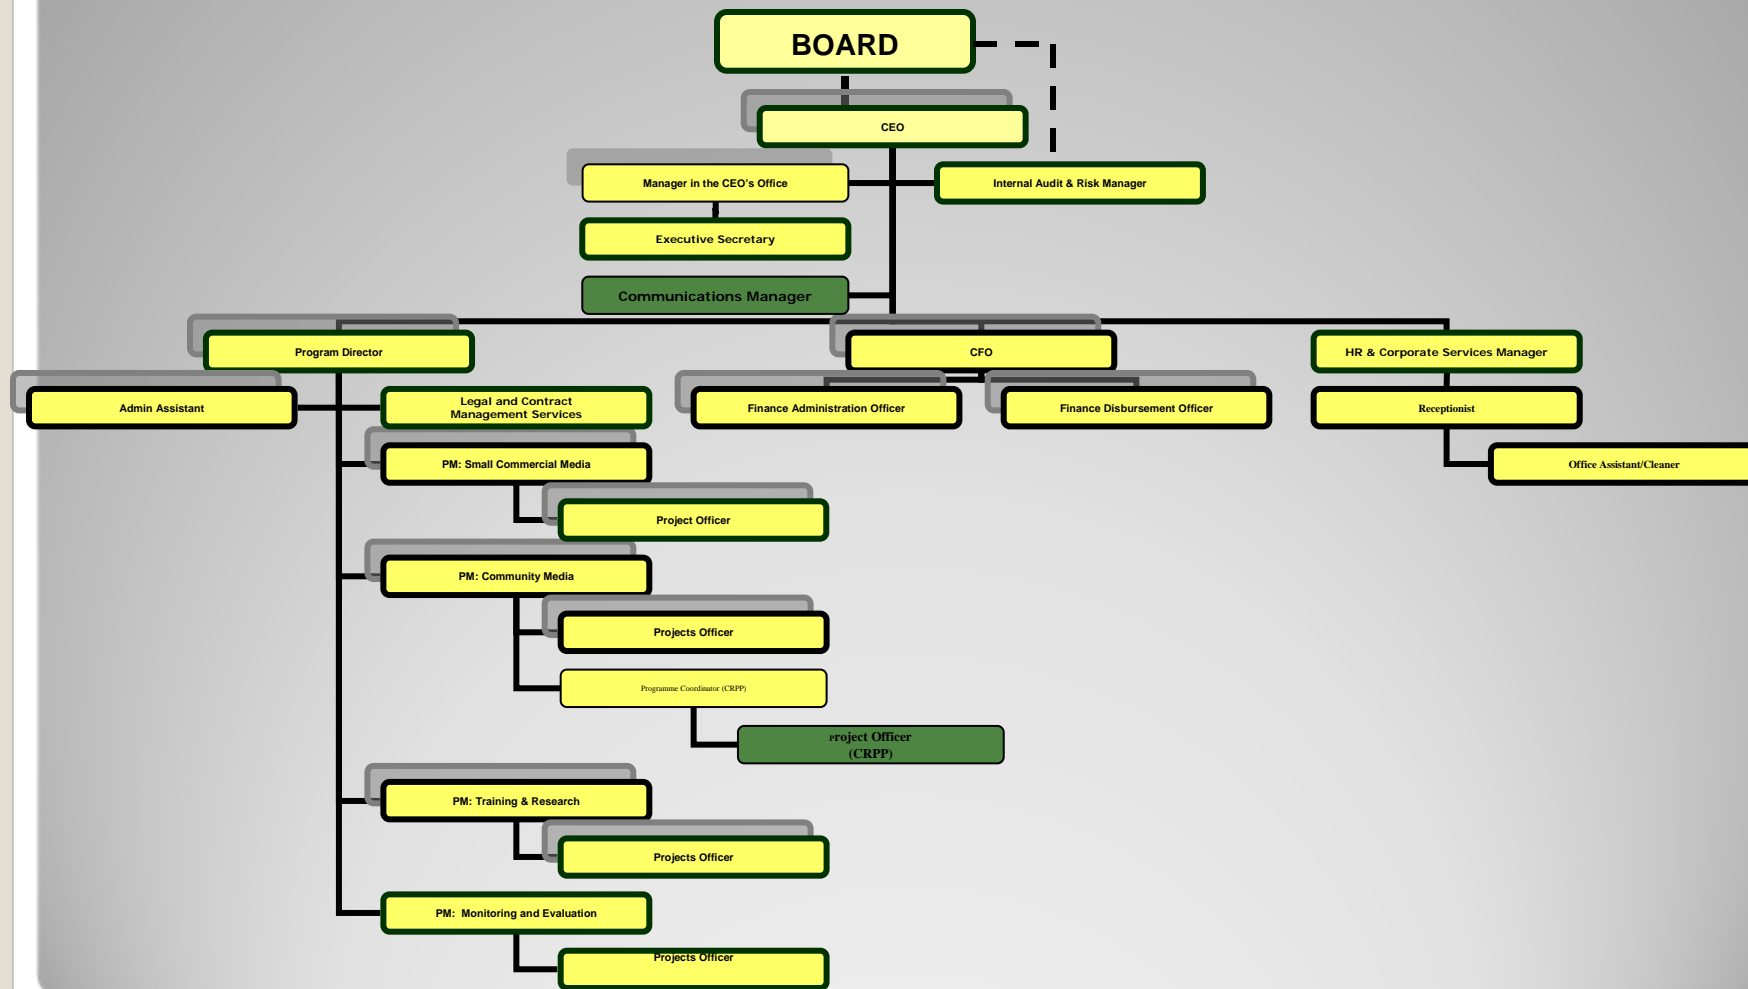 BOARD
CEO
Manager in the CEO's Office
Internal Audit & Risk Manager
Executive Secretary
Communications Manager
Program Director
CFO
HR & Corporate Services Manager
Admin Assistant
Legal and Contract
Management Services
Finance Administration Officer
Finance Disbursement Officer
Receptionist
PM: Small Commercial Media
Office Assistant/Cleaner
Project Officer
PM: Community Media
Projects Officer
Programme Coordinator (CRPP)
Project Officer
(CRPP)
PM: Training & Research
Projects Officer
PM:  Monitoring and Evaluation
Projects Officer